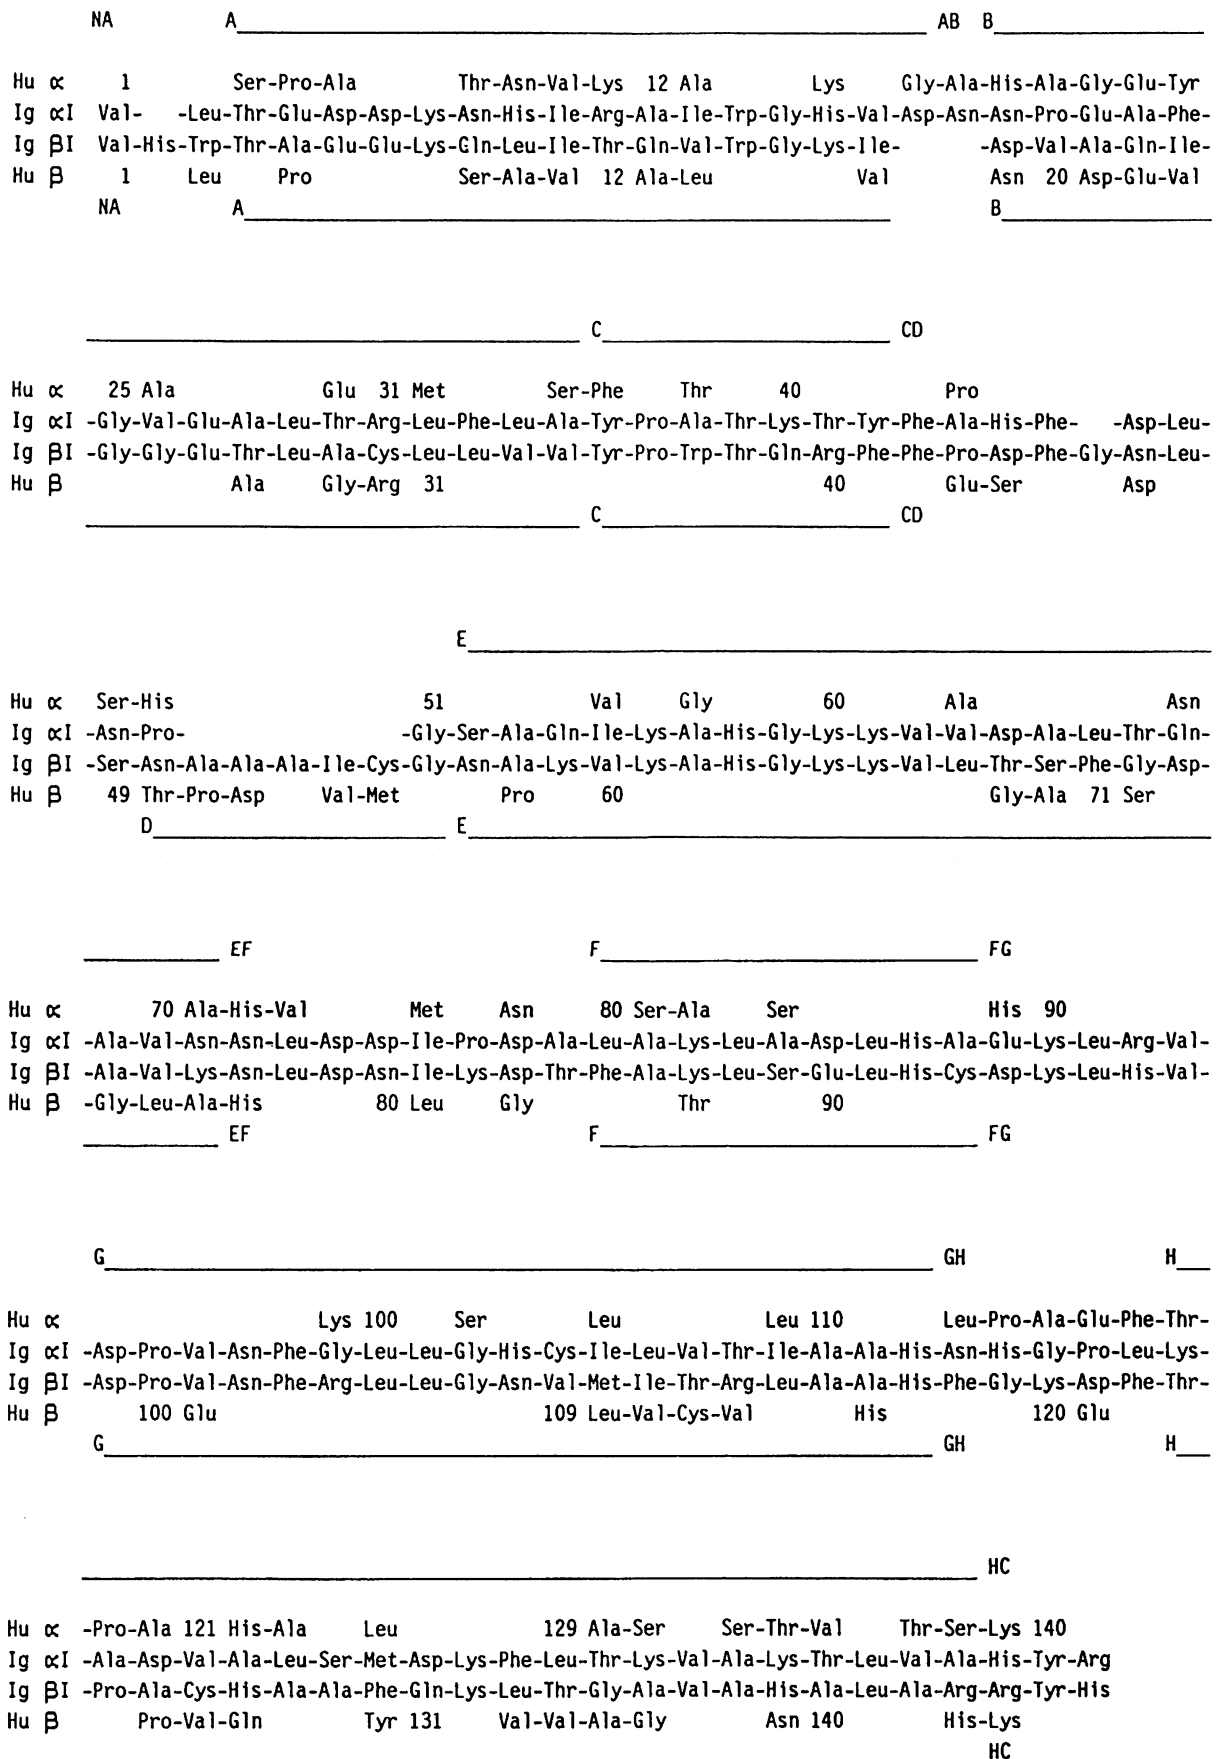 NA A AB B
Hu α 1 Ser-Pro-Ala Thr-Asn-Val-Lys 12 Ala Lys Gly-Ala-His-Ala-Gly-Glu-Tyr
Ig αI Val- -Leu-Thr-Glu-Asp-Asp-Lys-Asn-His-Ile-Arg-Ala-Ile-Trp-Gly-His-Val-Asp-Asn-Asn-Pro-Glu-Ala-Phe-
Ig βI Val-His-Trp-Thr-Ala-Glu-Glu-Lys-Gln-Leu-Ile-Thr-Gln-Val-Trp-Gly-Lys-Ile- -Asp-Val-Ala-Gln-Ile-
Hu β 1 Leu Pro Ser-Ala-Val 12 Ala-Leu Val Asn 20 Asp-Glu-Val
NA A B
C CD
Hu α 25 Ala Glu 31 Met Ser-Phe Thr 40 Pro
Ig αI -Gly-Val-Glu-Ala-Leu-Thr-Arg-Leu-Phe-Leu-Ala-Tyr-Pro-Ala-Thr-Lys-Thr-Tyr-Phe-Ala-His-Phe- -Asp-Leu-
Ig βI -Gly-Gly-Glu-Thr-Leu-Ala-Cys-Leu-Leu-Val-Val-Tyr-Pro-Trp-Thr-Gln-Arg-Phe-Phe-Pro-Asp-Phe-Gly-Asn-Leu-
Hu β Ala Gly-Arg 31 40 Glu-Ser Asp
C CD
E
Hu α Ser-His 51 Val Gly 60 Ala Asn
Ig αI -Asn-Pro- -Gly-Ser-Ala-Gln-Ile-Lys-Ala-His-Gly-Lys-Lys-Val-Val-Asp-Ala-Leu-Thr-Gln-
Ig βI -Ser-Asn-Ala-Ala-Ala-Ile-Cys-Gly-Asn-Ala-Lys-Val-Lys-Ala-His-Gly-Lys-Lys-Val-Leu-Thr-Ser-Phe-Gly-Asp-
Hu β 49 Thr-Pro-Asp Val-Met Pro 60 Gly-Ala 71 Ser
D E
EF F FG
Hu α 70 Ala-His-Val Met Asn 80 Ser-Ala Ser His 90
Ig αI -Ala-Val-Asn-Asn-Leu-Asp-Asp-Ile-Pro-Asp-Ala-Leu-Ala-Lys-Leu-Ala-Asp-Leu-His-Ala-Glu-Lys-Leu-Arg-Val-
Ig βI -Ala-Val-Lys-Asn-Leu-Asp-Asn-Ile-Lys-Asp-Thr-Phe-Ala-Lys-Leu-Ser-Glu-Leu-His-Cys-Asp-Lys-Leu-His-Val-
Hu β -Gly-Leu-Ala-His 80 Leu Gly Thr 90
EF F FG
G GH H
Hu α Lys 100 Ser Leu Leu 110 Leu-Pro-Ala-Glu-Phe-Thr-
Ig αI -Asp-Pro-Val-Asn-Phe-Gly-Leu-Leu-Gly-His-Cys-Ile-Leu-Val-Thr-Ile-Ala-Ala-His-Asn-His-Gly-Pro-Leu-Lys-
Ig βI -Asp-Pro-Val-Asn-Phe-Arg-Leu-Leu-Gly-Asn-Val-Met-Ile-Thr-Arg-Leu-Ala-Ala-His-Phe-Gly-Lys-Asp-Phe-Thr-
Hu β 100 Glu 109 Leu-Val-Cys-Val His 120 Glu
G GH H
HC
Hu α -Pro-Ala 121 His-Ala Leu 129 Ala-Ser Ser-Thr-Val Thr-Ser-Lys 140
Ig αI -Ala-Asp-Val-Ala-Leu-Ser-Met-Asp-Lys-Phe-Leu-Thr-Lys-Val-Ala-Lys-Thr-Leu-Val-Ala-His-Tyr-Arg
Ig βI -Pro-Ala-Cys-His-Ala-Ala-Phe-Gln-Lys-Leu-Thr-Gly-Ala-Val-Ala-His-Ala-Leu-Ala-Arg-Arg-Tyr-His
Hu β Pro-Val-Gln Tyr 131 Val-Val-Ala-Gly Asn 140 His-Lys
HC